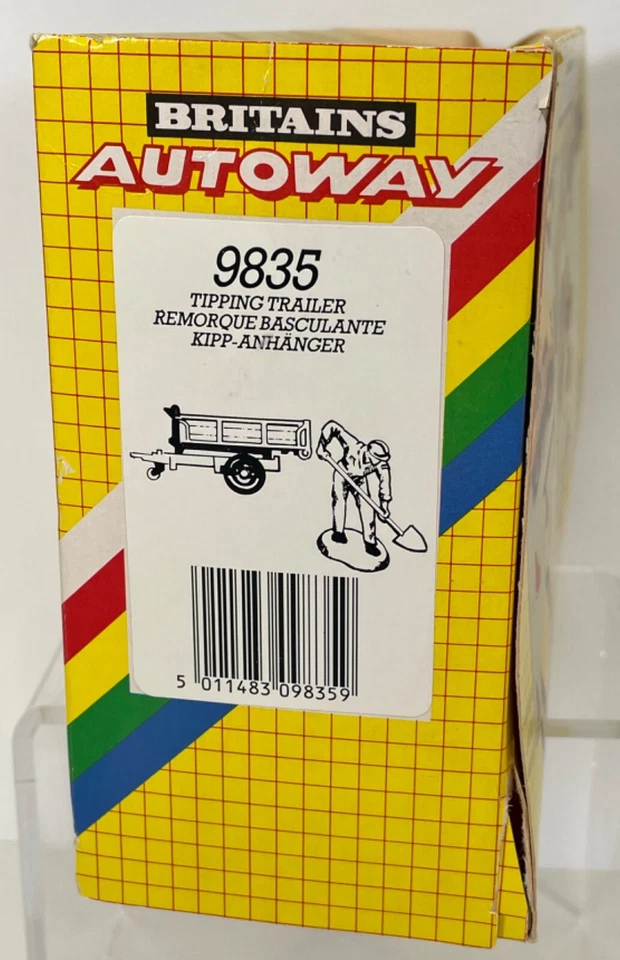 BRITAINS
AUTOWAY
9835
TIPPING TRAILER
REMORQUE BASCULANTE
KIPP-ANHÄNGER
5 011483 098359